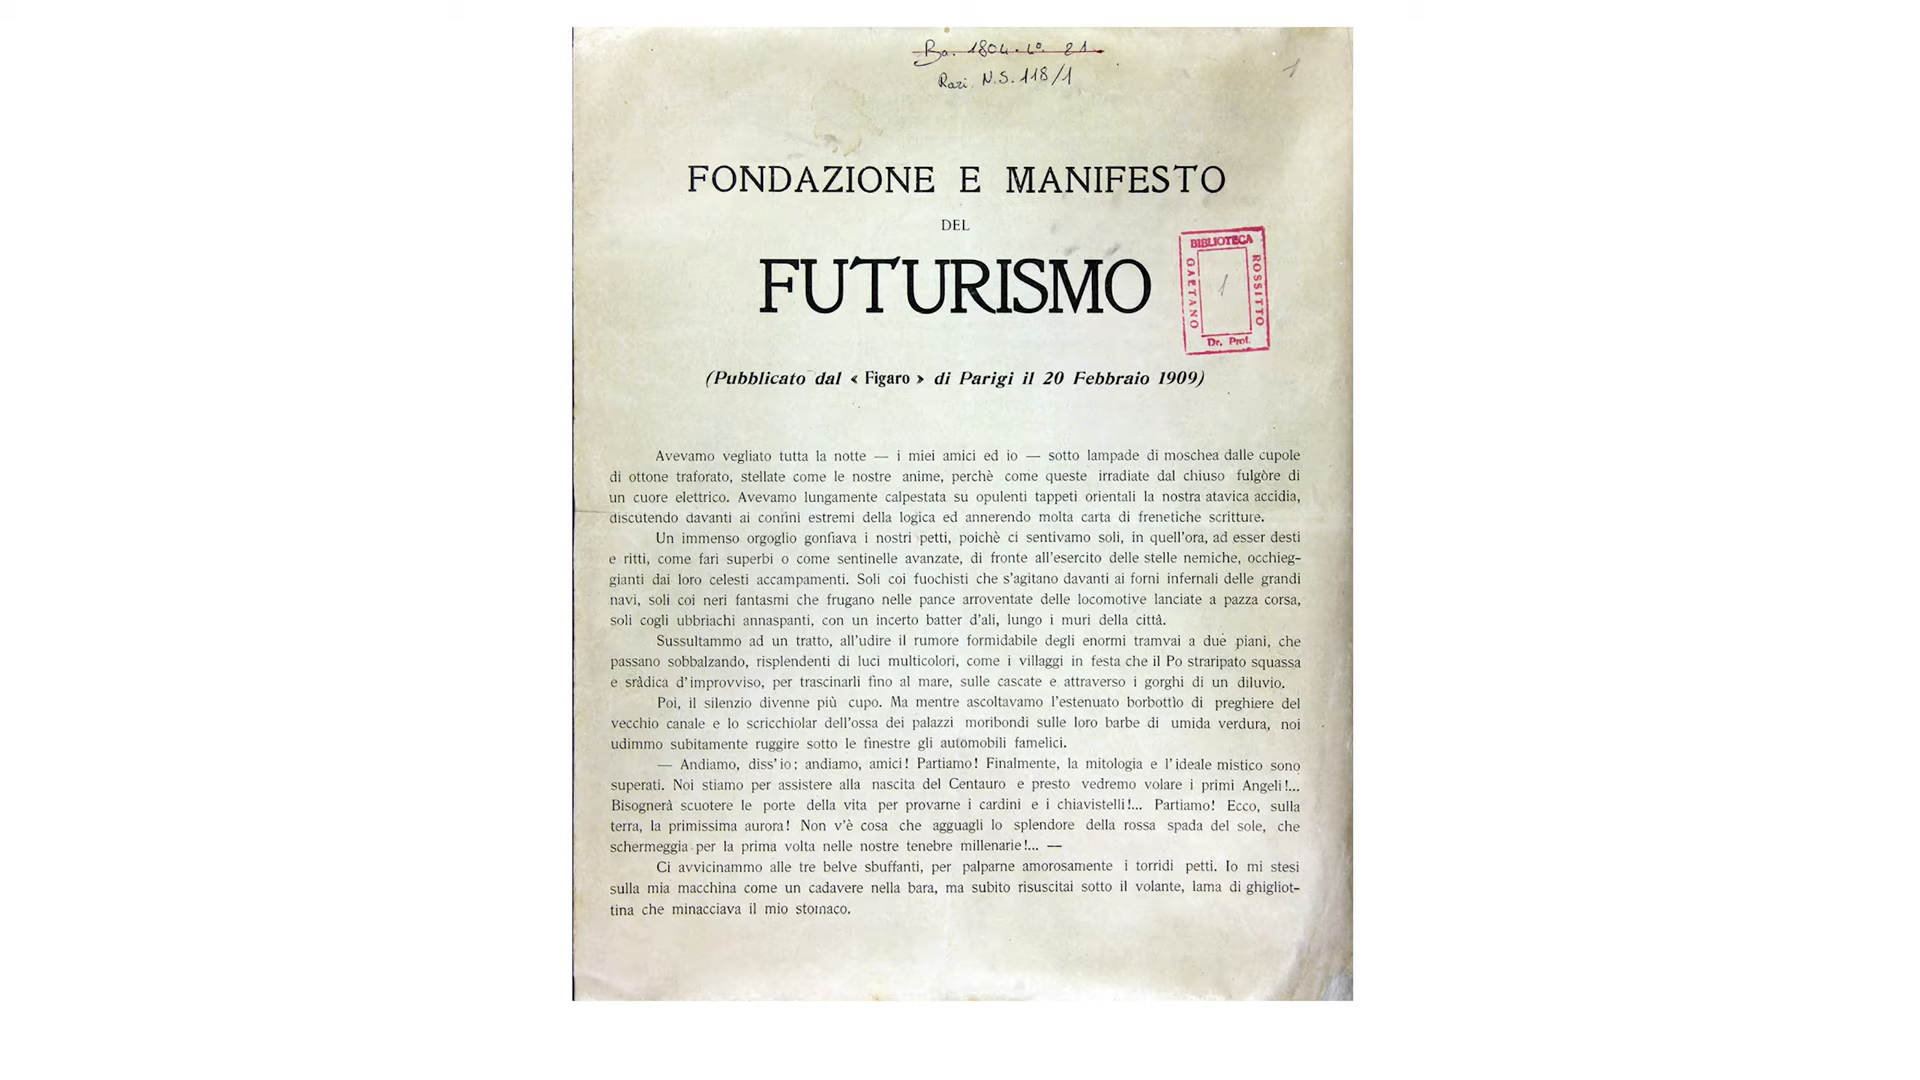 Ba. 1804. 4°. 21.
Rari. N.S. 118/1
1
FONDAZIONE E MANIFESTO
DEL
FUTURISMO
BIBLIOTECA
GAETANO
ROSSITTO
1
Dr. Prof.
(Pubblicato dal « Figaro » di Parigi il 20 Febbraio 1909)
Avevamo vegliato tutta la notte — i miei amici ed io — sotto lampade di moschea dalle cupole
di ottone traforato, stellate come le nostre anime, perchè come queste irradiate dal chiuso fulgòre di
un cuore elettrico. Avevamo lungamente calpestata su opulenti tappeti orientali la nostra atavica accidia,
discutendo davanti ai confini estremi della logica ed annerendo molta carta di frenetiche scritture.
Un immenso orgoglio gonfiava i nostri petti, poichè ci sentivamo soli, in quell'ora, ad esser desti
e ritti, come fari superbi o come sentinelle avanzate, di fronte all'esercito delle stelle nemiche, occhieg-
gianti dai loro celesti accampamenti. Soli coi fuochisti che s'agitano davanti ai forni infernali delle grandi
navi, soli coi neri fantasmi che frugano nelle pance arroventate delle locomotive lanciate a pazza corsa,
soli cogli ubbriachi annaspanti, con un incerto batter d'ali, lungo i muri della città.
Sussultammo ad un tratto, all'udire il rumore formidabile degli enormi tramvai a due piani, che
passano sobbalzando, risplendenti di luci multicolori, come i villaggi in festa che il Po straripato squassa
e sràdica d'improvviso, per trascinarli fino al mare, sulle cascate e attraverso i gorghi di un diluvio.
Poi, il silenzio divenne più cupo. Ma mentre ascoltavamo l'estenuato borbottìo di preghiere del
vecchio canale e lo scricchiolar dell'ossa dei palazzi moribondi sulle loro barbe di umida verdura, noi
udimmo subitamente ruggire sotto le finestre gli automobili famelici.
— Andiamo, diss'io; andiamo, amici! Partiamo! Finalmente, la mitologia e l'ideale mistico sono
superati. Noi stiamo per assistere alla nascita del Centauro e presto vedremo volare i primi Angeli!...
Bisognerà scuotere le porte della vita per provarne i cardini e i chiavistelli!... Partiamo! Ecco, sulla
terra, la primissima aurora! Non v'è cosa che agguagli lo splendore della rossa spada del sole, che
schermeggia per la prima volta nelle nostre tenebre millenarie!... —
Ci avvicinammo alle tre belve sbuffanti, per palparne amorosamente i torridi petti. Io mi stesi
sulla mia macchina come un cadavere nella bara, ma subito risuscitai sotto il volante, lama di ghigliot-
tina che minacciava il mio stomaco.